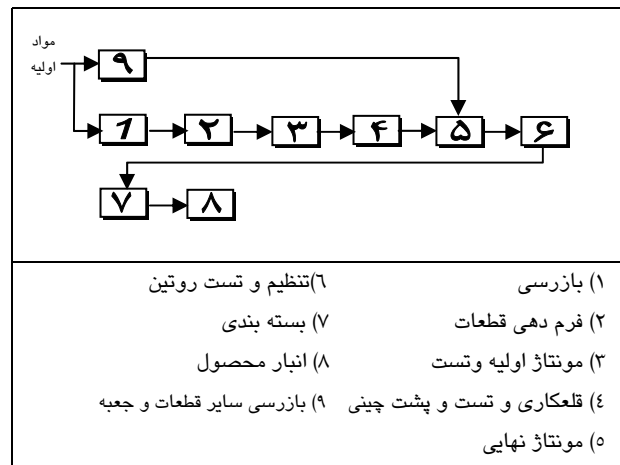 مواد
اولیه
۹
۱ ۲ ۳ ۴ ۵ ۶
۷ ۸
۱) بازرسی ۶)تنظیم و تست روتین
۲) فرم دهی قطعات ۷) بسته بندی
۳) مونتاژ اولیه وتست ۸) انبار محصول
۴) قلعکاری و تست و پشت چینی ۹) بازرسی سایر قطعات و جعبه
۵) مونتاژ نهایی